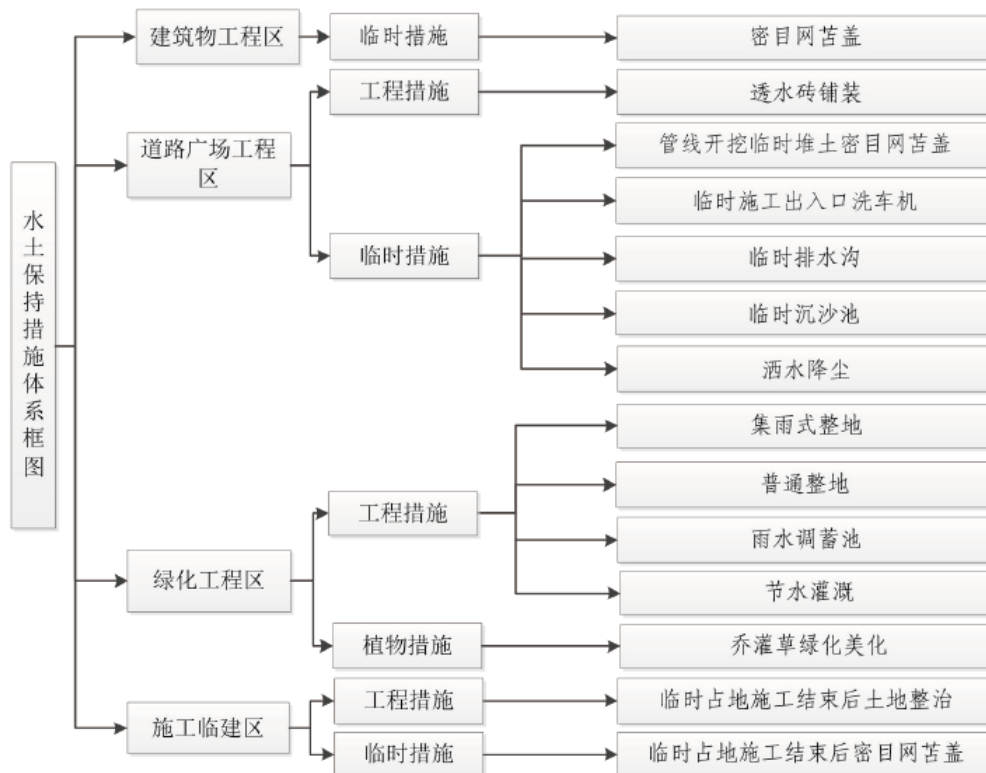 水土保持措施体系框图
建筑物工程区
临时措施
密目网苫盖
道路广场工程
区
工程措施
透水砖铺装
临时措施
管线开挖临时堆土密目网苫盖
临时施工出入口洗车机
临时排水沟
临时沉沙池
洒水降尘
绿化工程区
工程措施
集雨式整地
普通整地
雨水调蓄池
节水灌溉
植物措施
乔灌草绿化美化
施工临建区
工程措施
临时占地施工结束后土地整治
临时措施
临时占地施工结束后密目网苫盖